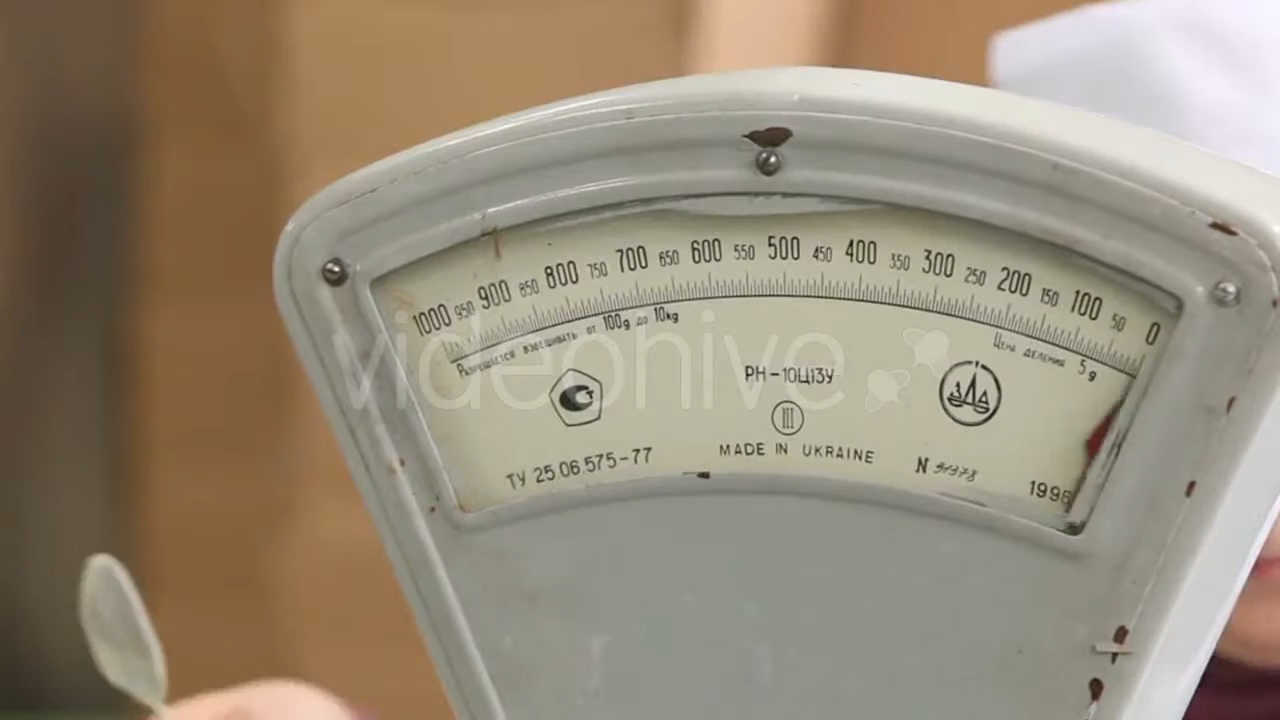 1000 950 900 850 800 750 700 650 600 550 500 450 400 350 300 250 200 150 100 50 0
Разрешается взвешивать от 100g до 10kg
Цена деления 5g
videohive
РН-10Ц13У
III
MADE IN UKRAINE
ТУ 25.06.575-77
N
1996